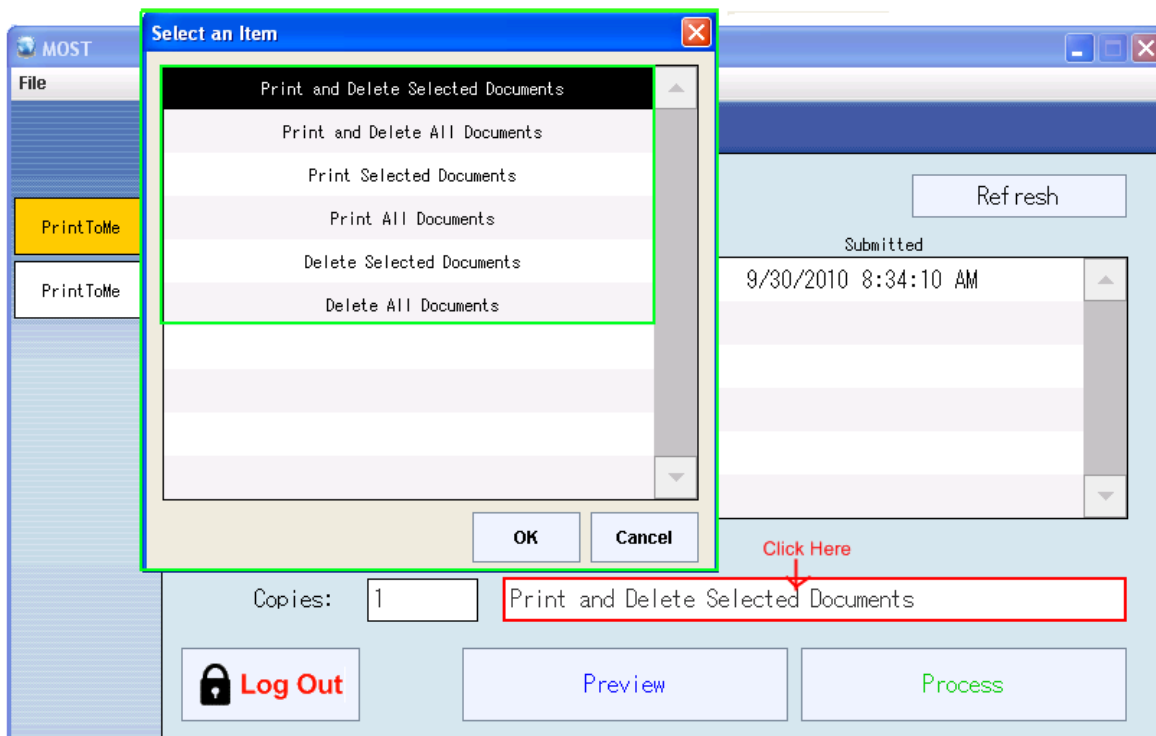 Select an Item
MOST
File
Print and Delete Selected Documents
Print and Delete All Documents
Print Selected Documents
Print All Documents
Delete Selected Documents
Delete All Documents
Refresh
PrintToMe
Submitted
PrintToMe
9/30/2010 8:34:10 AM
OK
Cancel
Click Here
Copies:
1
Print and Delete Selected Documents
Log Out
Preview
Process